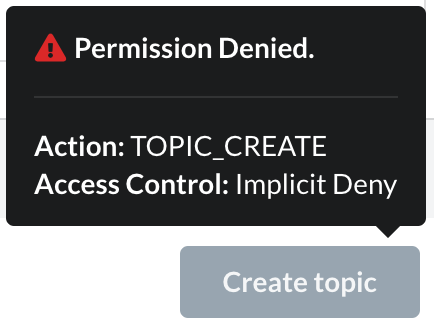 Permission Denied.
Action: TOPIC_CREATE
Access Control: Implicit Deny
Create topic